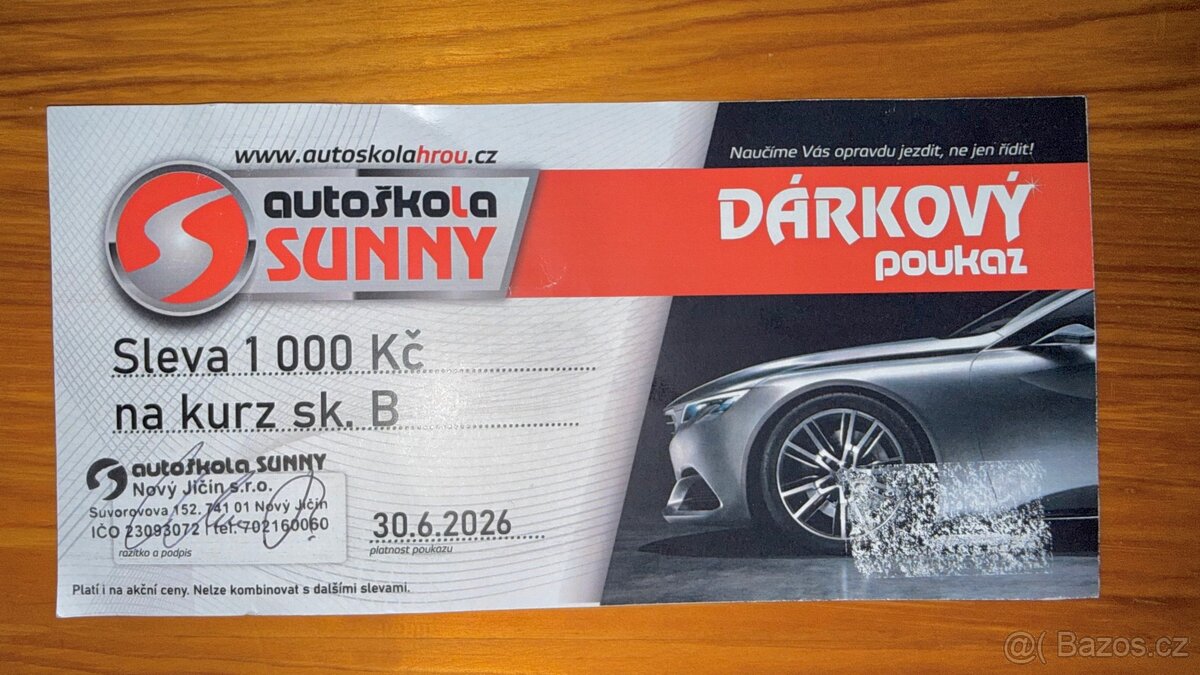 www.autoskolahrou.cz
Naučíme Vás opravdu jezdit, ne jen řídit!
autoškola
SUNNY
DÁRKOVÝ
poukaz
Sleva 1 000 Kč
na kurz sk. B
autoškola SUNNY
Nový Jičín s.r.o.
Suvorovova 152, 741 01 Nový Jičín
IČO 23093072 tel. 702160060
razítko a podpis
30.6.2026
platnost poukazu
Platí i na akční ceny. Nelze kombinovat s dalšími slevami.
@( Bazos.cz